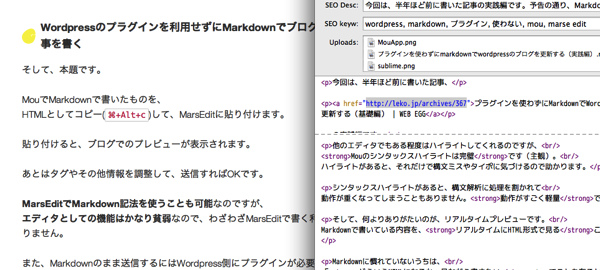 Wordpressのプラグインを利用せずにMarkdownでブログ
事を書く
そして、本題です。
MouでMarkdownで書いたものを、
HTMLとしてコピー(⌘+Alt+c)して、MarsEditに貼り付けます。
貼り付けると、ブログでのプレビューが表示されます。
あとはタグやその他情報を調整して、送信すればOKです。
MarsEditでMarkdown記法を使うことも可能なのですが、
エディタとしての機能はかなり貧弱なので、わざわざMarsEditで書く利
りません。
また、Markdownのまま送信するにはWordpress側にプラグインが必要
SEO Desc: 今回は、半年ほど前に書いた記事の実践編です。予告の通り、Markd
SEO keyw: wordpress, markdown, プラグイン, 使わない, mou, marse edit
Uploads: MouApp.png
プラグインを使わずにmarkdownでwordpressのブログを更新する（実践編）.r
sublime.png
<p>今回は、半年ほど前に書いた記事、</p>
<p><a href="http://leko.jp/archives/367">プラグインを使わずにMarkdownでWor
更新する（基礎編） | WEB EGG</a></p>
<p>他のエディタでもある程度はハイライトしてくれるのですが、<br/>
<strong>Mouのシンタックスハイライトは完璧</strong>です（主観）。<br/>
ハイライトがあると、それだけで構文ミスやタイポに気づけるので助かります。</p>
<p>シンタックスハイライトがあると、構文解析に処理を割かれて<br/>
動作が重くなってしまうこともありません。<strong>動作がすごく軽量</strong>で
<p>そして、何よりありがたいのが、リアルタイムプレビューです。<br/>
Markdownで書いている内容を、<strong>リアルタイムにHTML形式で見る</strong>こ
</p>
<p>Markdownに慣れていないうちは、<br/>